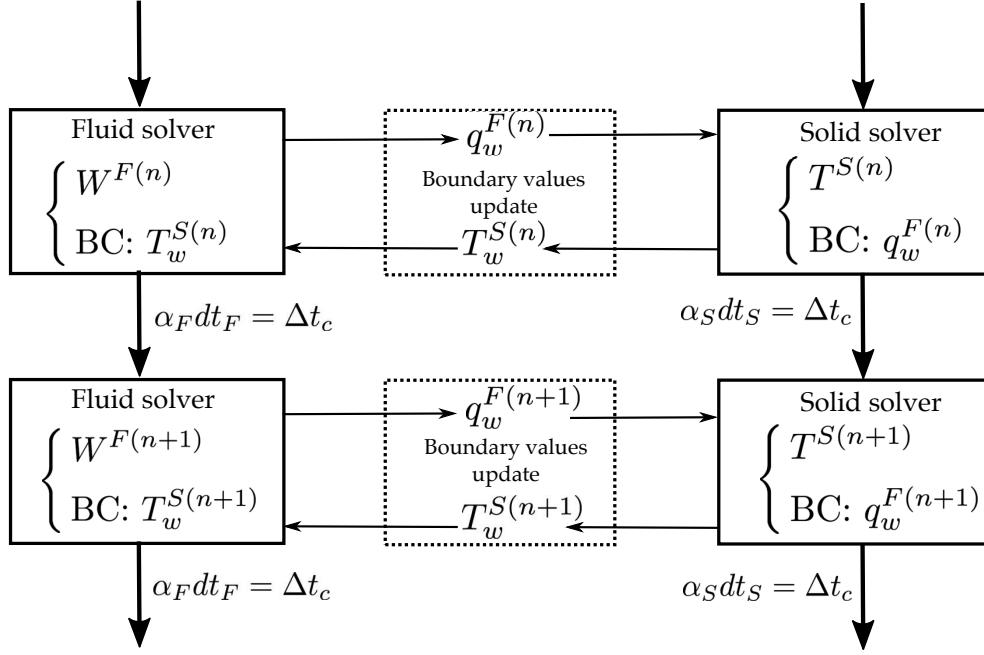 Fluid solver
W^{F(n)}
BC: T_w^{S(n)}
q_w^{F(n)}
Boundary values
update
T_w^{S(n)}
Solid solver
T^{S(n)}
BC: q_w^{F(n)}
α_F dt_F = Δt_c
α_S dt_S = Δt_c
Fluid solver
W^{F(n+1)}
BC: T_w^{S(n+1)}
q_w^{F(n+1)}
Boundary values
update
T_w^{S(n+1)}
Solid solver
T^{S(n+1)}
BC: q_w^{F(n+1)}
α_F dt_F = Δt_c
α_S dt_S = Δt_c